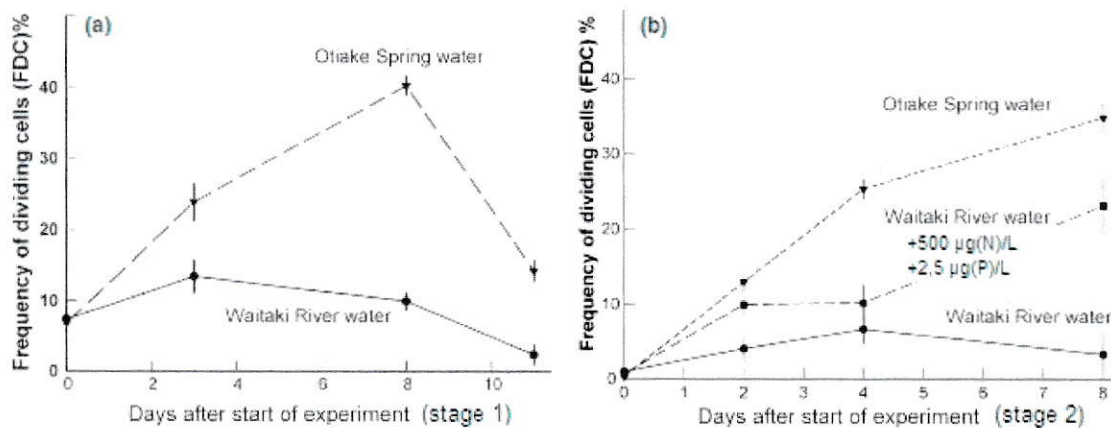 (a)
Frequency of dividing cells (FDC)%
40
30
20
10
0
Otiake Spring water
Waitaki River water
0 2 4 6 8 10
Days after start of experiment (stage 1)
(b)
Frequency of dividing cells (FDC)%
40
30
20
10
0
Otiake Spring water
Waitaki River water
+500 µg(N)/L
+2,5 µg(P)/L
Waitaki River water
0 1 2 3 4 5 6 7 8
Days after start of experiment (stage 2)